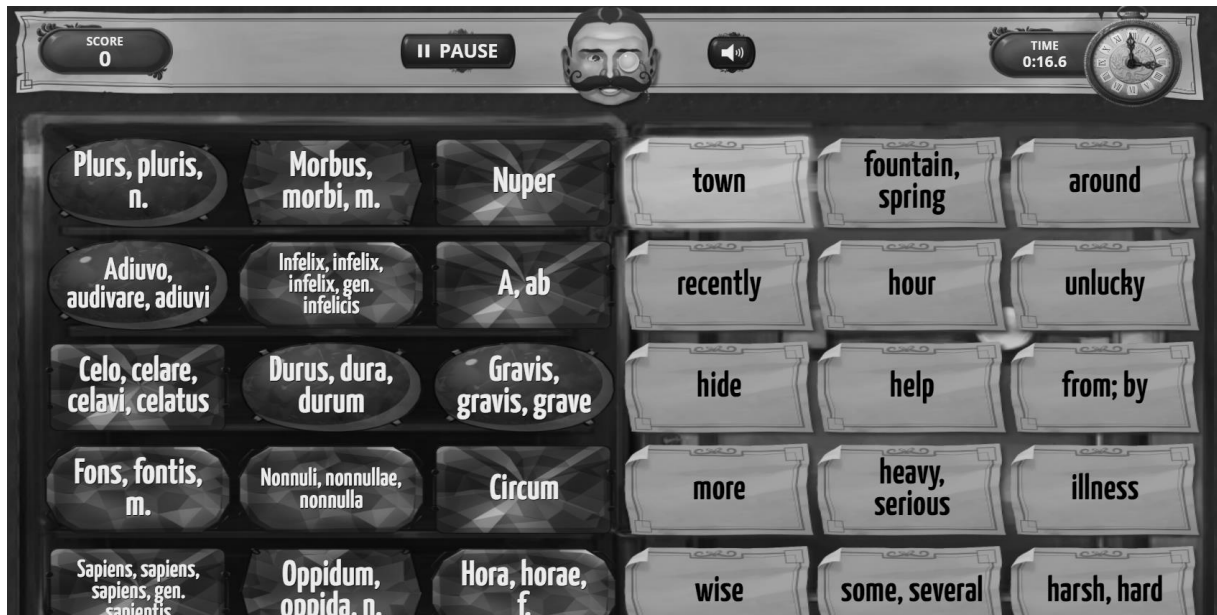 SCORE
0
PAUSE
TIME
0:16.6
Plurs, pluris,
n.
Morbus,
morbi, m.
Nuper
town
fountain,
spring
around
Adiuvo,
audivare, adiuvi
Infelix, infelix,
infelix, gen.
infelicis
A, ab
recently
hour
unlucky
Celo, celare,
celavi, celatus
Durus, dura,
durum
Gravis,
gravis, grave
hide
help
from; by
Fons, fontis,
m.
Nonnuli, nonnullae,
nonnulla
Circum
more
heavy,
serious
illness
Sapiens, sapiens,
sapiens, gen.
sapientis
Oppidum,
oppida, n.
Hora, horae,
f.
wise
some, several
harsh, hard